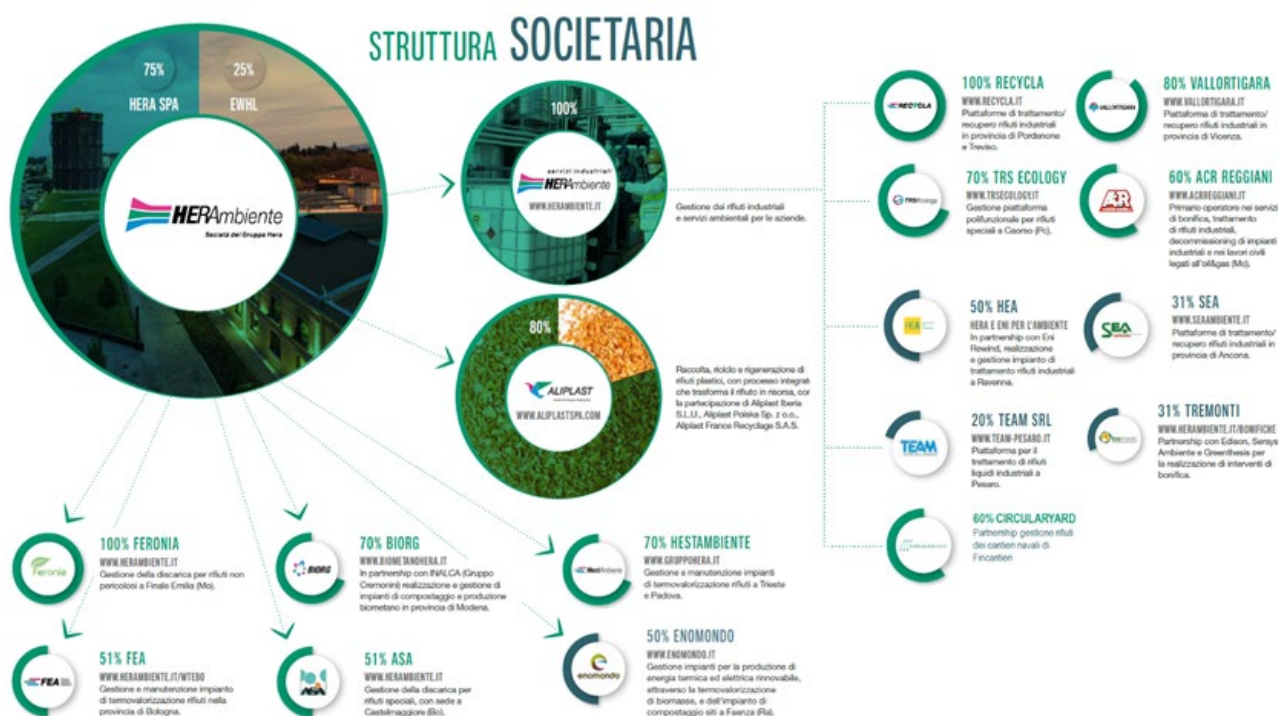 STRUTTURA SOCIETARIA
75%
HERA SPA
25%
EWHL
HERAmbiente
Società del Gruppo Hera
100%
servizi industriali
HERAmbiente
WWW.HERAMBIENTE.IT
Gestione dei rifiuti industriali
e servizi ambientali per le aziende.
80%
ALIPLAST
WWW.ALIPLASTSPA.COM
Raccolta, riciclo e rigenerazione di
rifiuti plastici, con processo integrati
che trasforma il rifiuto in risorsa, cor
la partecipazione di Aliplast Iberia
S.L.U., Aliplast Polska Sp. z o.o.,
Aliplast France Recyclage S.A.S.
RECYCLA
100% RECYCLA
WWW.RECYCLA.IT
Piattaforme di trattamento/
recupero rifiuti industriali
in provincia di Pordenone
e Treviso.
VALLORTIGARA
80% VALLORTIGARA
WWW.VALLORTIGARA.IT
Piattaforma di trattamento/
recupero rifiuti industriali in
provincia di Vicenza.
TRSEcology
70% TRS ECOLOGY
WWW.TRSECOLOGY.IT
Gestione piattaforma
polifunzionale per rifiuti
speciali a Caorso (Pc).
ACR
60% ACR REGGIANI
WWW.ACRREGGIANI.IT
Primario operatore nei servizi
di bonifica, trattamento
di rifiuti industriali,
decommissioning di impianti
industriali e nei lavori civili
legati all'oil&gas (Mo).
HEA
50% HEA
HERA E ENI PER L'AMBIENTE
In partnership con Eni
Rewind, realizzazione
e gestione impianto di
trattamento rifiuti industriali
a Ravenna.
SEA
31% SEA
WWW.SEAAMBIENTE.IT
Piattaforme di trattamento/
recupero rifiuti industriali in
provincia di Ancona.
TEAM
20% TEAM SRL
WWW.TEAM-PESARO.IT
Piattaforma per il
trattamento di rifiuti
liquidi industriali a
Pesaro.
31% TREMONTI
WWW.HERAMBIENTE.IT/BONIFICHE
Partnership con Edison, Sersys
Ambiente e Greenthesis per
la realizzazione di interventi di
bonifica.
60% CIRCULARYARD
Partnership gestione rifiuti
dei cantieri navali di
Fincantieri
Feronia
100% FERONIA
WWW.HERAMBIENTE.IT
Gestione della discarica per rifiuti non
pericolosi a Finale Emilia (Mo).
BIORG
70% BIORG
WWW.BIOMETANOHERA.IT
In partnership con INALCA (Gruppo
Cremonini) realizzazione e gestione di
impianti di compostaggio e produzione
biometano in provincia di Modena.
HestAmbiente
70% HESTAMBIENTE
WWW.GRUPPOHERA.IT
Gestione e manutenzione impianti
di termovalorizzazione rifiuti a Trieste
e Padova.
FEA
51% FEA
WWW.HERAMBIENTE.IT/WTEBO
Gestione e manutenzione impianto
di termovalorizzazione rifiuti nella
provincia di Bologna.
ASA
51% ASA
WWW.HERAMBIENTE.IT
Gestione della discarica per
rifiuti speciali, con sede a
Castelmaggiore (Bo).
enomondo
50% ENOMONDO
WWW.ENOMONDO.IT
Gestione impianti per la produzione di
energia termica ed elettrica rinnovabile,
attraverso la termovalorizzazione
di biomasse, e dell'impianto di
compostaggio siti a Faenza (Ra).